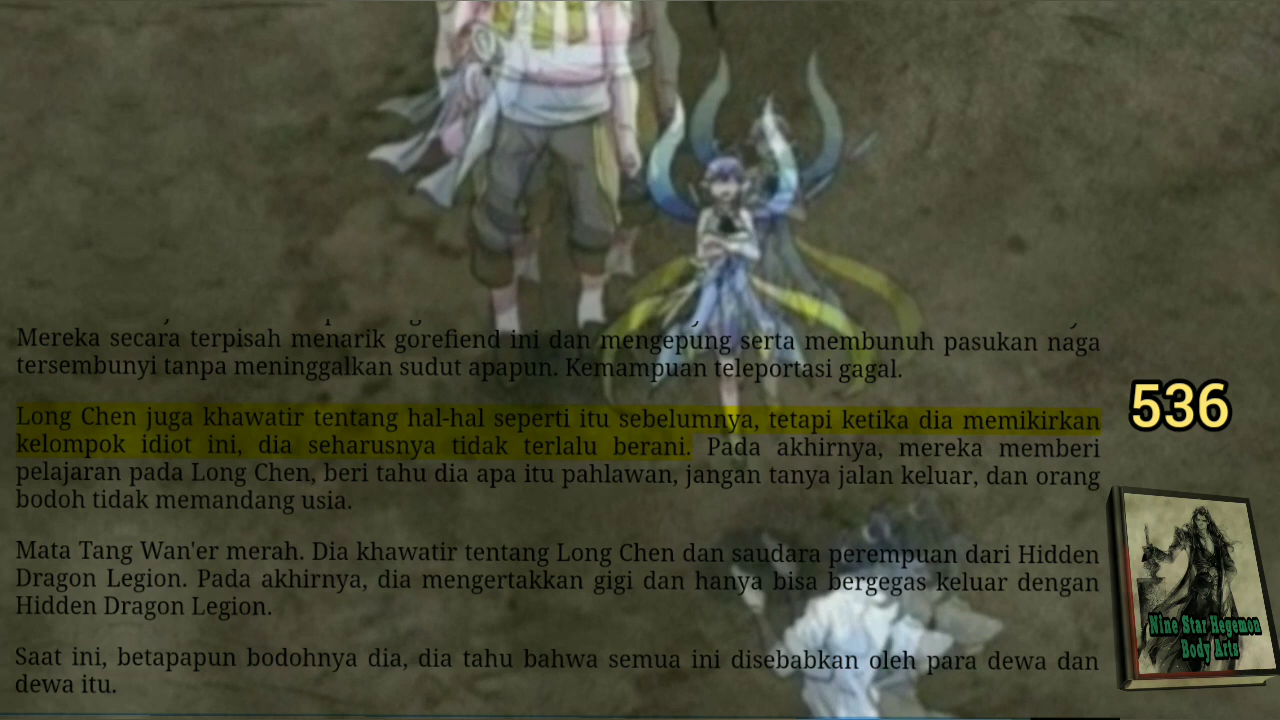 Mereka secara terpisah menarik gorefiend ini dan mengepung serta membunuh pasukan naga
tersembunyi tanpa meninggalkan sudut apapun. Kemampuan teleportasi gagal.
Long Chen juga khawatir tentang hal-hal seperti itu sebelumnya, tetapi ketika dia memikirkan
kelompok idiot ini, dia seharusnya tidak terlalu berani. Pada akhirnya, mereka memberi
pelajaran pada Long Chen, beri tahu dia apa itu pahlawan, jangan tanya jalan keluar, dan orang
bodoh tidak memandang usia.
Mata Tang Wan'er merah. Dia khawatir tentang Long Chen dan saudara perempuan dari Hidden
Dragon Legion. Pada akhirnya, dia mengertakkan gigi dan hanya bisa bergegas keluar dengan
Hidden Dragon Legion.
Saat ini, betapapun bodohnya dia, dia tahu bahwa semua ini disebabkan oleh para dewa dan
dewa itu.
536
Nine Star Hegemon
Body Arts